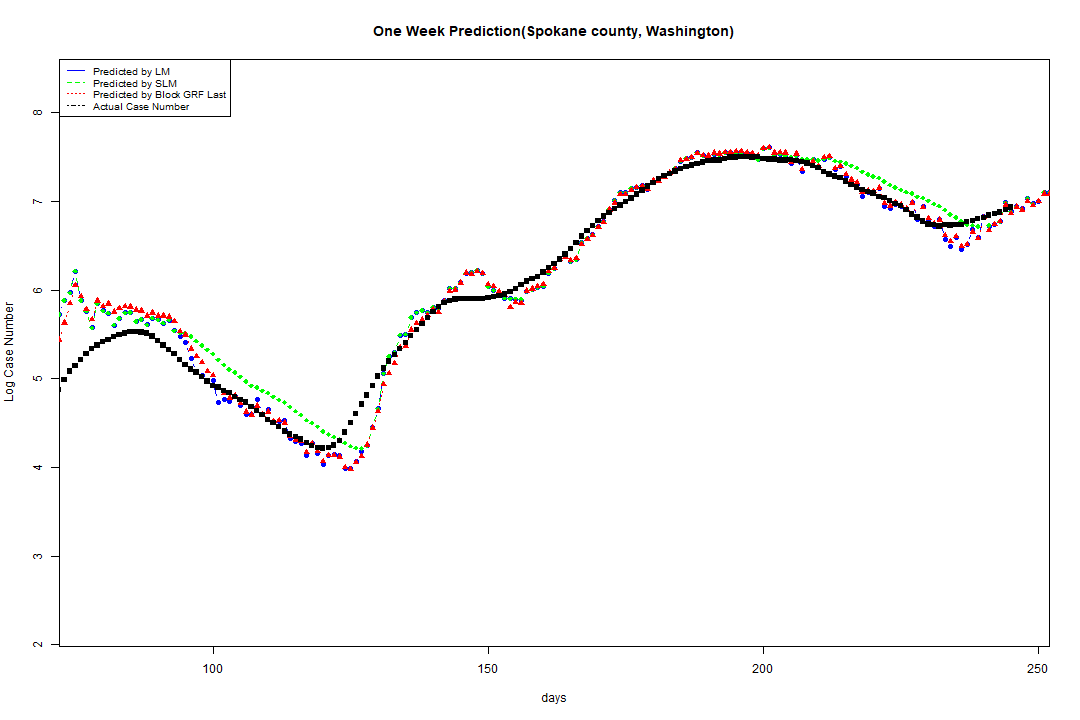 One Week Prediction(Spokane county, Washington)
Predicted by LM
Predicted by SLM
Predicted by Block GRF Last
Actual Case Number
8
7
6
5
4
3
2
Log Case Number
100 150 200 250
days